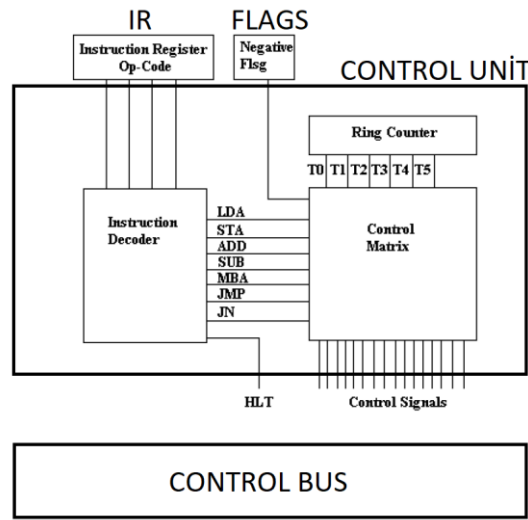 IR
FLAGS
Instruction Register
Op-Code
Negative
Flsg
CONTROL UNİT
Ring Counter
T0 T1 T2 T3 T4 T5
Instruction
Decoder
LDA
STA
ADD
SUB
MBA
JMP
JN
Control
Matrix
HLT
Control Signals
CONTROL BUS